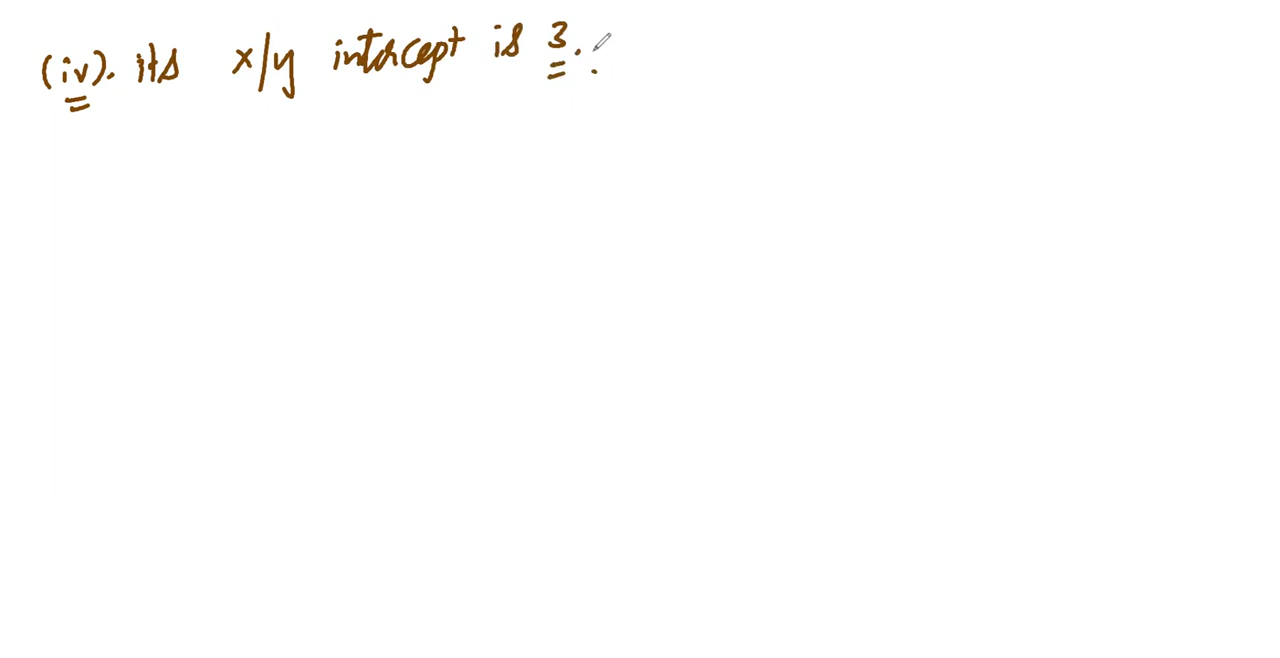 (iv). its x/y intercept is 3.